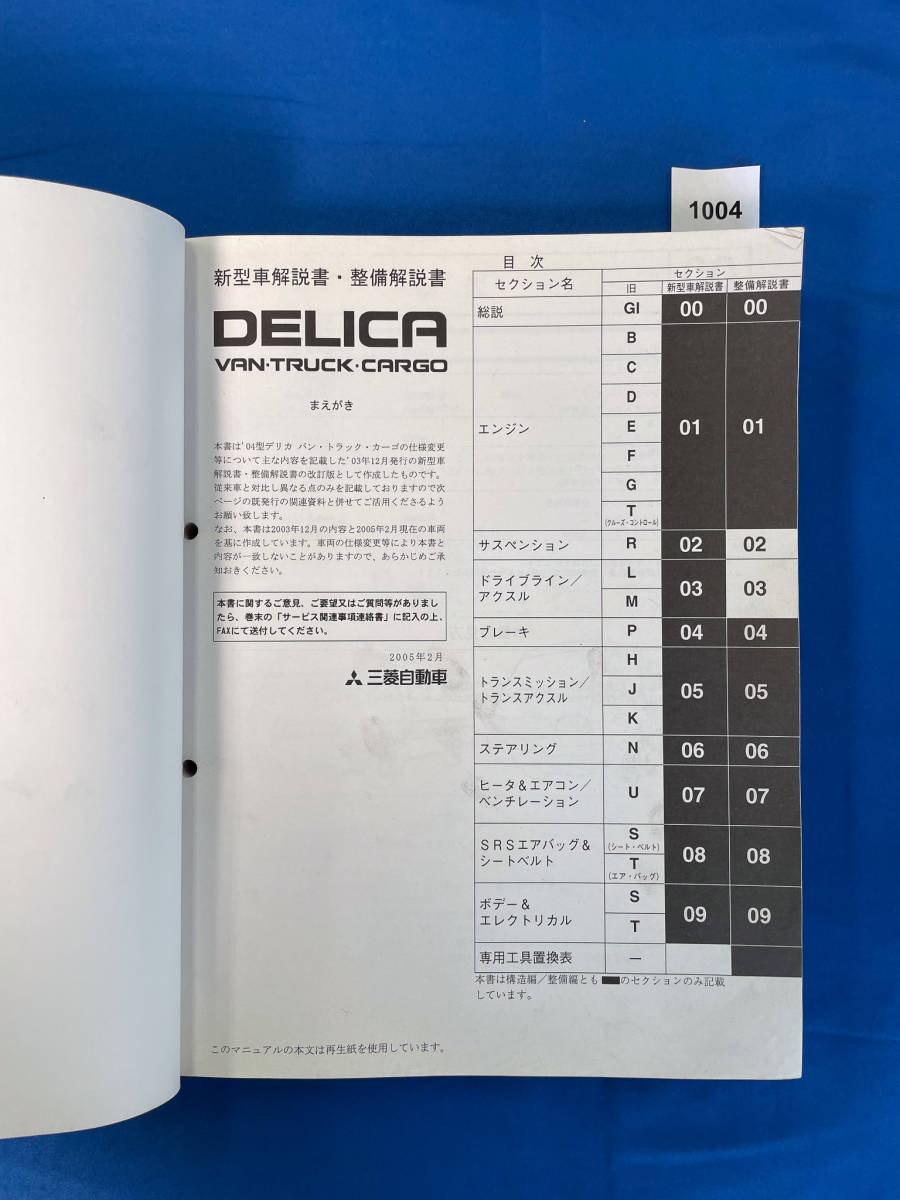 1004
新型車解説書・整備解説書
DELICA
VAN・TRUCK・CARGO
まえがき
本書は'04型デリカ バン・トラック・カーゴの仕様変更
等について主な内容を記載した'03年12月発行の新型車
解説書・整備解説書の改訂版として作成したものです。
従来車と対比し異なる点のみを記載しておりますので次
ページの既発行の関連資料と併せてご活用くださるよう
お願い致します。
なお、本書は2003年12月の内容と2005年2月現在の車両
を基に作成しています。車両の仕様変更等により本書と
内容が一致しないことがありますので、あらかじめご承
知おきください。
本書に関するご意見、ご要望又はご質問等がありまし
たら、巻末の「サービス関連事項連絡書」に記入の上、
FAXにて送付してください。
2005年2月
三菱自動車
このマニュアルの本文は再生紙を使用しています。
目 次
セクション名 セクション
旧 新型車解説書 整備解説書
総説 GI 00 00
エンジン B 01 01
C
D
E
F
G
T
(クルーズ・コントロール)
サスペンション R 02 02
ドライブライン/ L 03 03
アクスル M
ブレーキ P 04 04
トランスミッション/ H 05 05
トランスアクスル J
K
ステアリング N 06 06
ヒータ&エアコン/ U 07 07
ベンチレーション
SRSエアバッグ& S 08 08
(シート・ベルト)
シートベルト T
(エア・バッグ)
ボデー& S 09 09
エレクトリカル T
専用工具置換表 ー
本書は構造編/整備編とも のセクションのみ記載
しています。